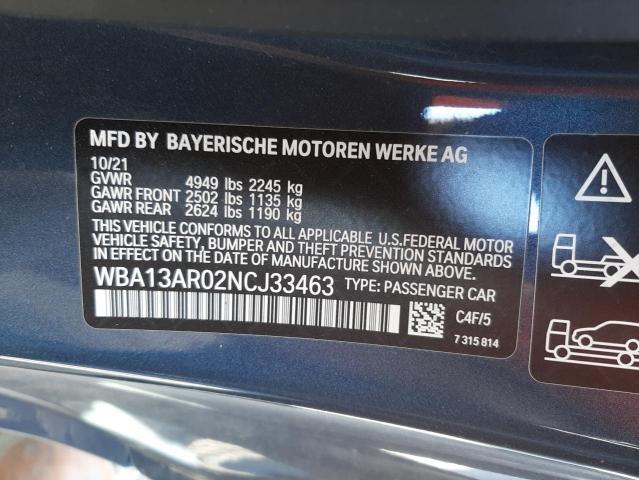 MFD BY BAYERISCHE MOTOREN WERKE AG
10/21
GVWR 4949 lbs 2245 kg
GAWR FRONT 2502 lbs 1135 kg
GAWR REAR 2624 lbs 1190 kg
THIS VEHICLE CONFORMS TO ALL APPLICABLE U.S.FEDERAL MOTOR
VEHICLE SAFETY, BUMPER AND THEFT PREVENTION STANDARDS
IN EFFECT ON THE DATE OF MANUFACTURE SHOWN ABOVE.
WBA13AR02NCJ33463 TYPE: PASSENGER CAR
C4F/5
7 315 814